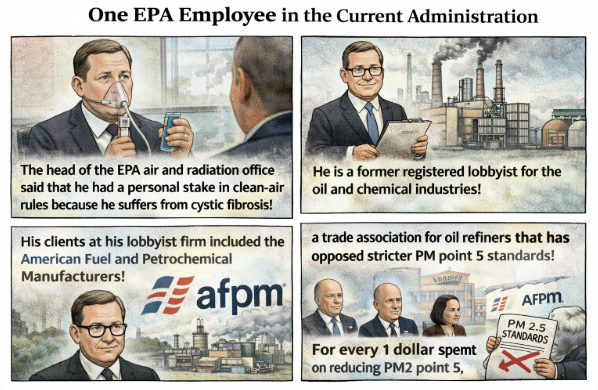 One EPA Employee in the Current Administration
The head of the EPA air and radiation office
said that he had a personal stake in clean-air
rules because he suffers from cystic fibrosis!
He is a former registered lobbyist for the
oil and chemical industries!
His clients at his lobbyist firm included the
American Fuel and Petrochemical
Manufacturers!
afpm
a trade association for oil refiners that has
opposed stricter PM point 5 standards!
AFPM
PM 2.5
STANDARDS
For every 1 dollar spemt
on reducing PM2 point 5,